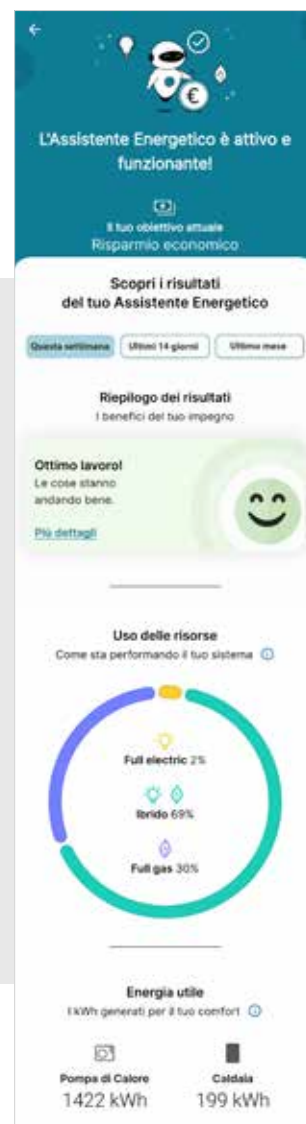 L'Assistente Energetico è attivo e
funzionante!
Il tuo obiettivo attuale
Risparmio economico
Scopri i risultati
del tuo Assistente Energetico
Questa settimana
Ultimi 14 giorni
Ultimo mese
Riepilogo dei risultati
I benefici del tuo impegno
Ottimo lavoro!
Le cose stanno
andando bene.
Più dettagli
Uso delle risorse
Come sta performando il tuo sistema
Full electric 2%
Ibrido 69%
Full gas 30%
Energia utile
I kWh generati per il tuo comfort
Pompa di Calore
Caldaia
1422 kWh
199 kWh